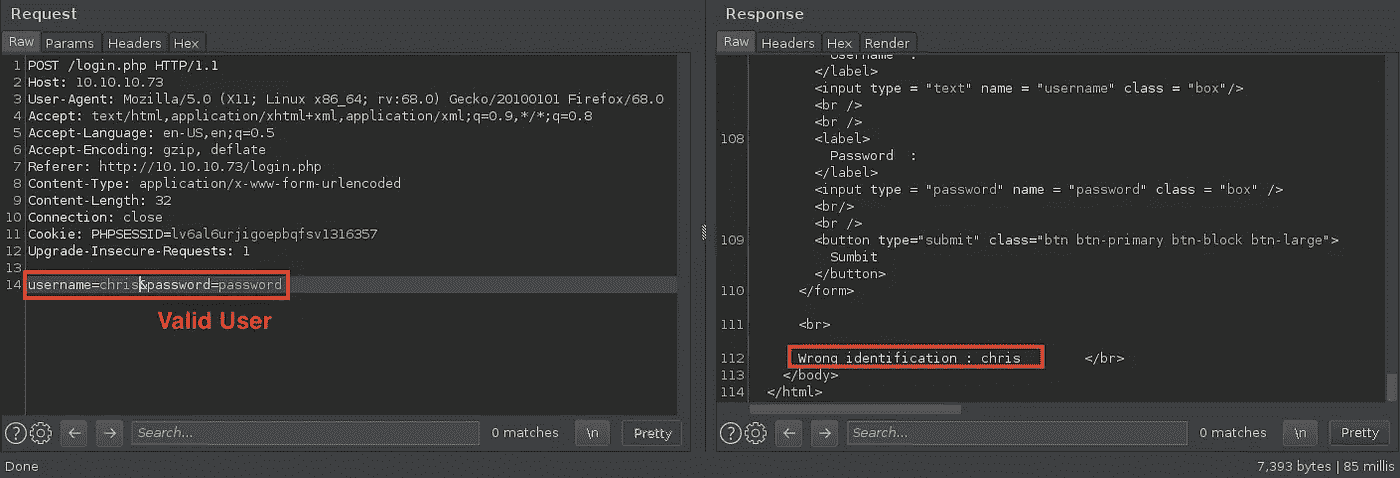 Request
Raw Params Headers Hex
1 POST /login.php HTTP/1.1
2 Host: 10.10.10.73
3 User-Agent: Mozilla/5.0 (X11; Linux x86_64; rv:68.0) Gecko/20100101 Firefox/68.0
4 Accept: text/html,application/xhtml+xml,application/xml;q=0.9,*/*;q=0.8
5 Accept-Language: en-US,en;q=0.5
6 Accept-Encoding: gzip, deflate
7 Referer: http://10.10.10.73/login.php
8 Content-Type: application/x-www-form-urlencoded
9 Content-Length: 32
10 Connection: close
11 Cookie: PHPSESSID=lv6al6urjigoepbqfsv1316357
12 Upgrade-Insecure-Requests: 1
13
14 username=chris&password=password
Valid User
? Search... 0 matches \n Pretty
Done
Response
Raw Headers Hex Render
Username :
</label>
<input type = "text" name = "username" class = "box"/>
<br />
<br />
108 <label>
Password :
</label>
<input type = "password" name = "password" class = "box" />
<br/>
<br />
109 <button type="submit" class="btn btn-primary btn-block btn-large">
Sumbit
</button>
110 </form>
111 <br>
112 Wrong identification : chris </br>
113 </body>
114 </html>
? Search... 0 matches \n Pretty
7,393 bytes | 85 millis